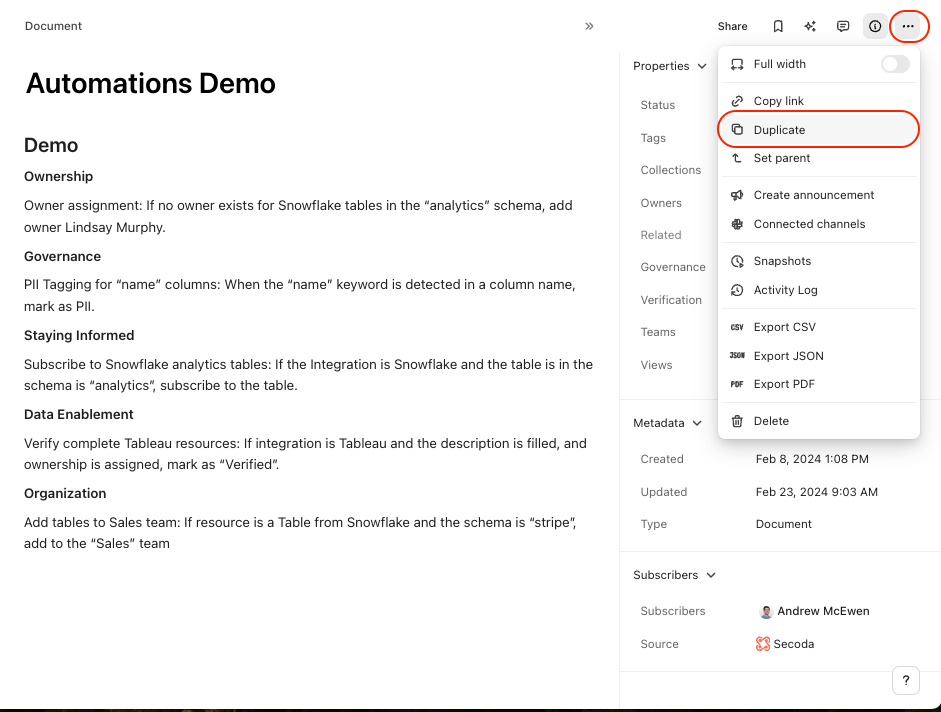 Document
»
Share
Automations Demo
Demo
Ownership
Owner assignment: If no owner exists for Snowflake tables in the “analytics” schema, add
owner Lindsay Murphy.
Governance
PII Tagging for “name” columns: When the “name” keyword is detected in a column name,
mark as PII.
Staying Informed
Subscribe to Snowflake analytics tables: If the Integration is Snowflake and the table is in the
schema is “analytics”, subscribe to the table.
Data Enablement
Verify complete Tableau resources: If integration is Tableau and the description is filled, and
ownership is assigned, mark as “Verified”.
Organization
Add tables to Sales team: If resource is a Table from Snowflake and the schema is “stripe”,
add to the “Sales” team
Properties
Status
Tags
Collections
Owners
Related
Governance
Verification
Teams
Views
Full width
Copy link
Duplicate
Set parent
Create announcement
Connected channels
Snapshots
Activity Log
CSV Export CSV
JSON Export JSON
PDF Export PDF
Delete
Metadata
Created Feb 8, 2024 1:08 PM
Updated Feb 23, 2024 9:03 AM
Type Document
Subscribers
Subscribers Andrew McEwen
Source Secoda
?